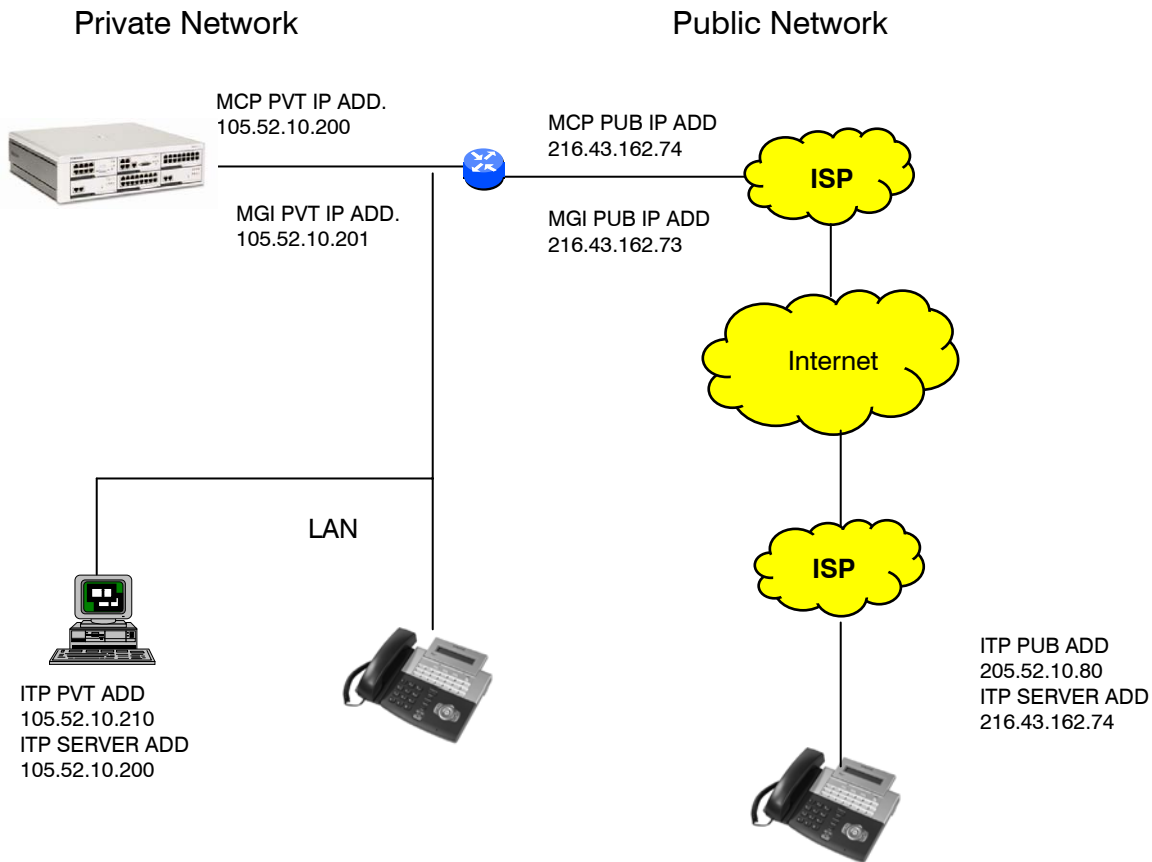 Private Network
Public Network
MCP PVT IP ADD.
105.52.10.200
MCP PUB IP ADD
216.43.162.74
ISP
MGI PVT IP ADD.
105.52.10.201
MGI PUB IP ADD
216.43.162.73
Internet
LAN
ISP
ITP PVT ADD
105.52.10.210
ITP SERVER ADD
105.52.10.200
ITP PUB ADD
205.52.10.80
ITP SERVER ADD
216.43.162.74